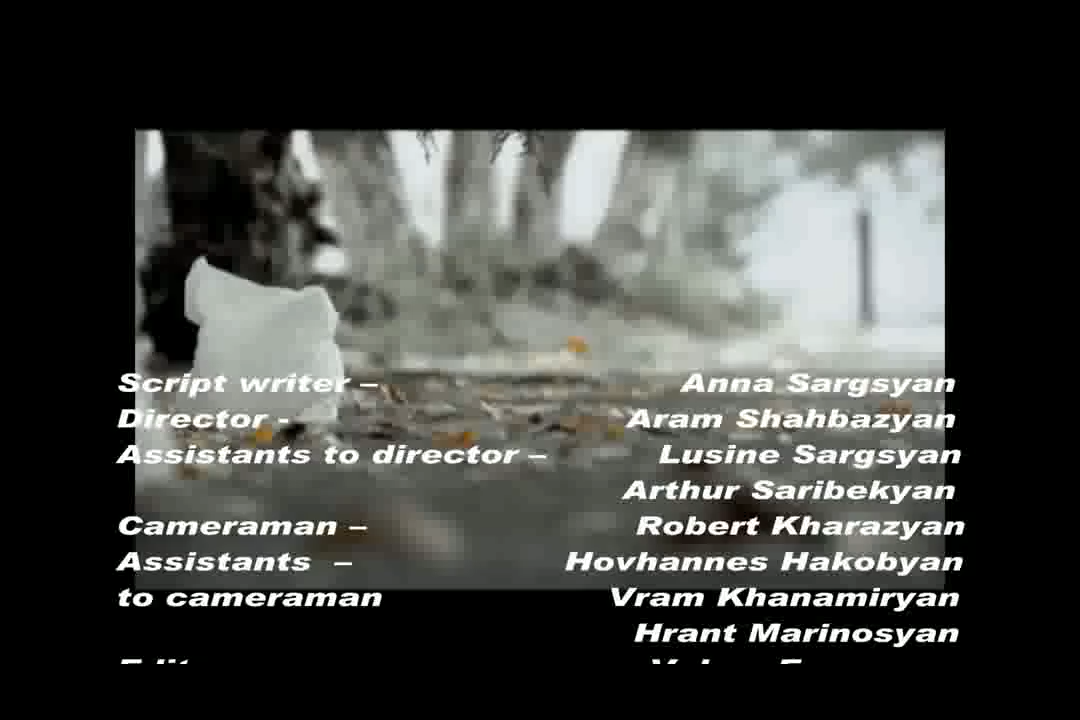 Script writer – Anna Sargsyan
Director - Aram Shahbazyan
Assistants to director – Lusine Sargsyan
Arthur Saribekyan
Cameraman – Robert Kharazyan
Assistants – Hovhannes Hakobyan
to cameraman Vram Khanamiryan
Hrant Marinosyan